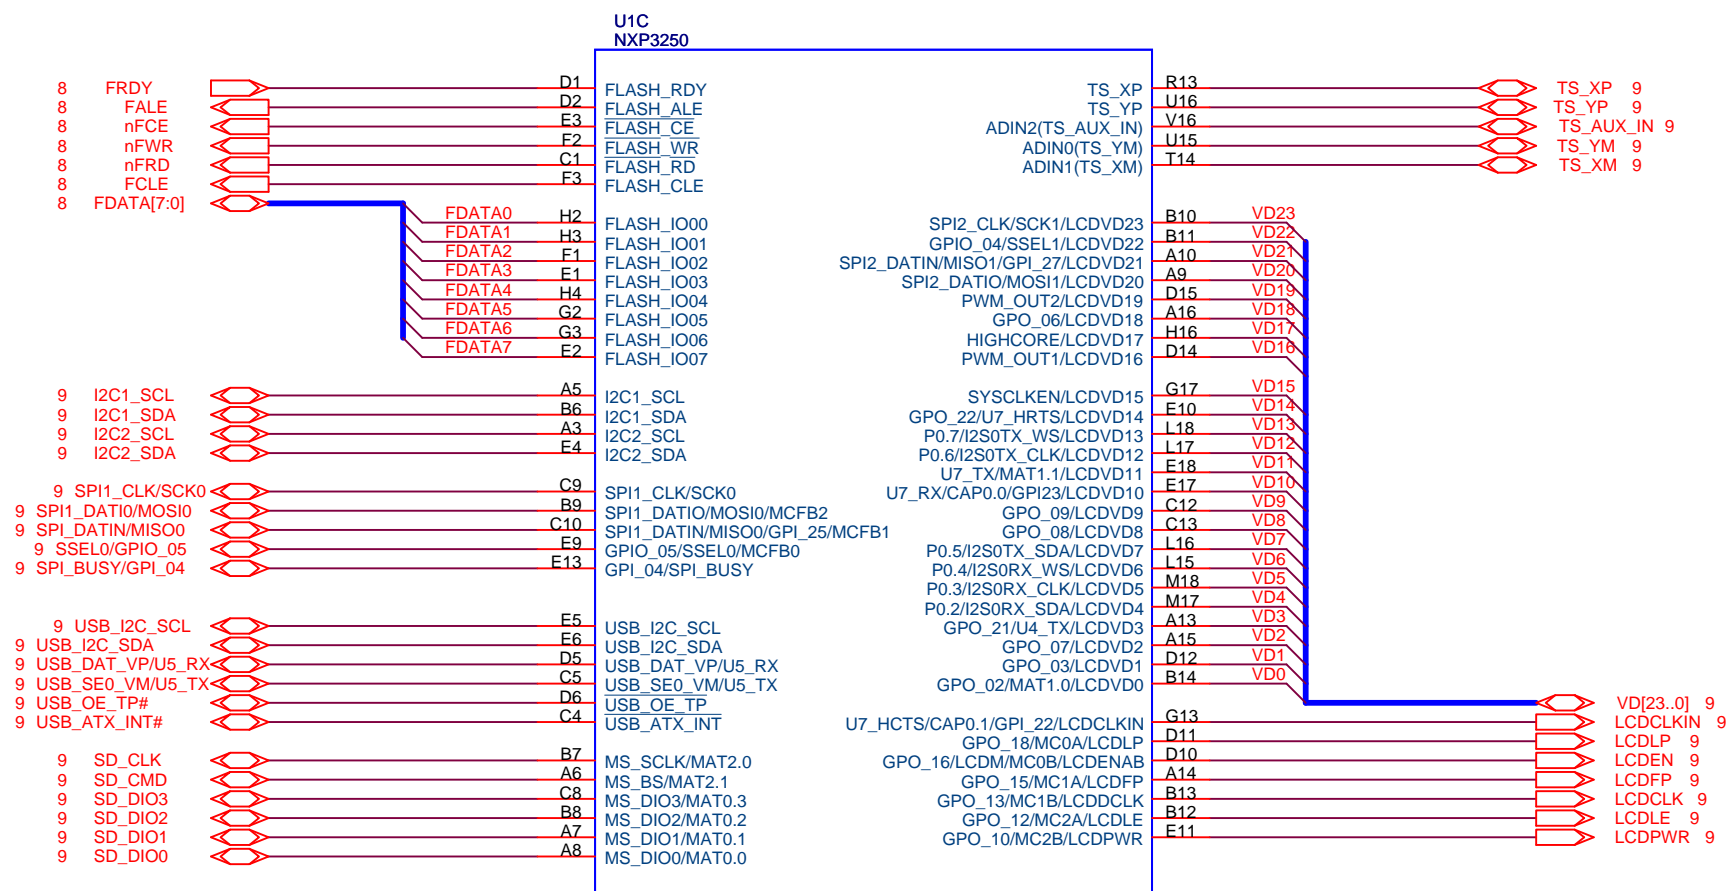 U1C
NXP3250
8 FRDY D1 FLASH_RDY
8 FALE D2 FLASH_ALE
8 nFCE E3 FLASH_CE
8 nFWR F2 FLASH_WR
8 nFRD C1 FLASH_RD
8 FCLE F3 FLASH_CLE
8 FDATA[7:0]
FDATA0 H2 FLASH_IO00
FDATA1 H3 FLASH_IO01
FDATA2 F1 FLASH_IO02
FDATA3 E1 FLASH_IO03
FDATA4 H4 FLASH_IO04
FDATA5 G2 FLASH_IO05
FDATA6 G3 FLASH_IO06
FDATA7 E2 FLASH_IO07
9 I2C1_SCL A5 I2C1_SCL
9 I2C1_SDA B6 I2C1_SDA
9 I2C2_SCL A3 I2C2_SCL
9 I2C2_SDA E4 I2C2_SDA
9 SPI1_CLK/SCK0 C9 SPI1_CLK/SCK0
9 SPI1_DATI0/MOSI0 B9 SPI1_DATIO/MOSI0/MCFB2
9 SPI_DATIN/MISO0 C10 SPI1_DATIN/MISO0/GPI_25/MCFB1
9 SSEL0/GPIO_05 E9 GPIO_05/SSEL0/MCFB0
9 SPI_BUSY/GPI_04 E13 GPI_04/SPI_BUSY
9 USB_I2C_SCL E5 USB_I2C_SCL
9 USB_I2C_SDA E6 USB_I2C_SDA
9 USB_DAT_VP/U5_RX D5 USB_DAT_VP/U5_RX
9 USB_SE0_VM/U5_TX C5 USB_SE0_VM/U5_TX
9 USB_OE_TP# D6 USB_OE_TP
9 USB_ATX_INT# C4 USB_ATX_INT
9 SD_CLK B7 MS_SCLK/MAT2.0
9 SD_CMD A6 MS_BS/MAT2.1
9 SD_DIO3 C8 MS_DIO3/MAT0.3
9 SD_DIO2 B8 MS_DIO2/MAT0.2
9 SD_DIO1 A7 MS_DIO1/MAT0.1
9 SD_DIO0 A8 MS_DIO0/MAT0.0
TS_XP R13 TS_XP 9
TS_YP U16 TS_YP 9
ADIN2(TS_AUX_IN) V16 TS_AUX_IN 9
ADIN0(TS_YM) U15 TS_YM 9
ADIN1(TS_XM) T14 TS_XM 9
SPI2_CLK/SCK1/LCDVD23 B10 VD23
GPIO_04/SSEL1/LCDVD22 B11 VD22
SPI2_DATIN/MISO1/GPI_27/LCDVD21 A10 VD21
SPI2_DATIO/MOSI1/LCDVD20 A9 VD20
PWM_OUT2/LCDVD19 D15 VD19
GPO_06/LCDVD18 A16 VD18
HIGHCORE/LCDVD17 H16 VD17
PWM_OUT1/LCDVD16 D14 VD16
SYSCLKEN/LCDVD15 G17 VD15
GPO_22/U7_HRTS/LCDVD14 E10 VD14
P0.7/I2S0TX_WS/LCDVD13 L18 VD13
P0.6/I2S0TX_CLK/LCDVD12 L17 VD12
U7_TX/MAT1.1/LCDVD11 E18 VD11
U7_RX/CAP0.0/GPI23/LCDVD10 E17 VD10
GPO_09/LCDVD9 C12 VD9
GPO_08/LCDVD8 C13 VD8
P0.5/I2S0TX_SDA/LCDVD7 L16 VD7
P0.4/I2S0RX_WS/LCDVD6 L15 VD6
P0.3/I2S0RX_CLK/LCDVD5 M18 VD5
P0.2/I2S0RX_SDA/LCDVD4 M17 VD4
GPO_21/U4_TX/LCDVD3 A13 VD3
GPO_07/LCDVD2 A15 VD2
GPO_03/LCDVD1 D12 VD1
GPO_02/MAT1.0/LCDVD0 B14 VD0
VD[23..0] 9
U7_HCTS/CAP0.1/GPI_22/LCDCLKIN G13 LCDCLKIN 9
GPO_18/MC0A/LCDLP D11 LCDLP 9
GPO_16/LCDM/MC0B/LCDENAB D10 LCDEN 9
GPO_15/MC1A/LCDFP A14 LCDFP 9
GPO_13/MC1B/LCDDCLK B13 LCDCLK 9
GPO_12/MC2A/LCDLE B12 LCDLE 9
GPO_10/MC2B/LCDPWR E11 LCDPWR 9